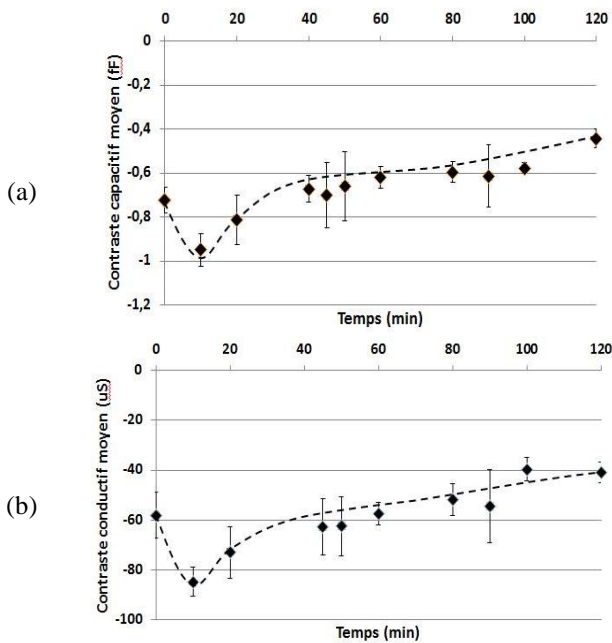 0 20 40 60 80 100 120
0
-0,2
-0,4
-0,6
-0,8
-1
-1,2
Contraste capacitif moyen (fF)
(a)
Temps (min)
0 20 40 60 80 100 120
0
-20
-40
-60
-80
-100
Contraste conductif moyen (uS)
(b)
Temps (min)